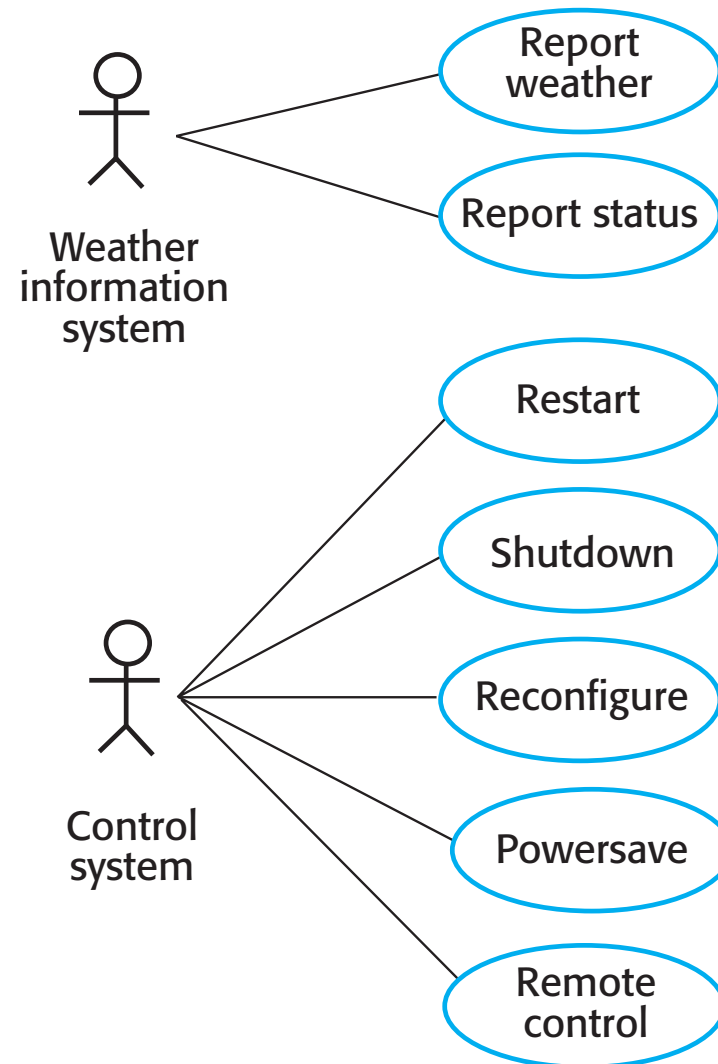 Report
weather
Report status
Weather
information
system
Restart
Shutdown
Reconfigure
Control
system
Powersave
Remote
control